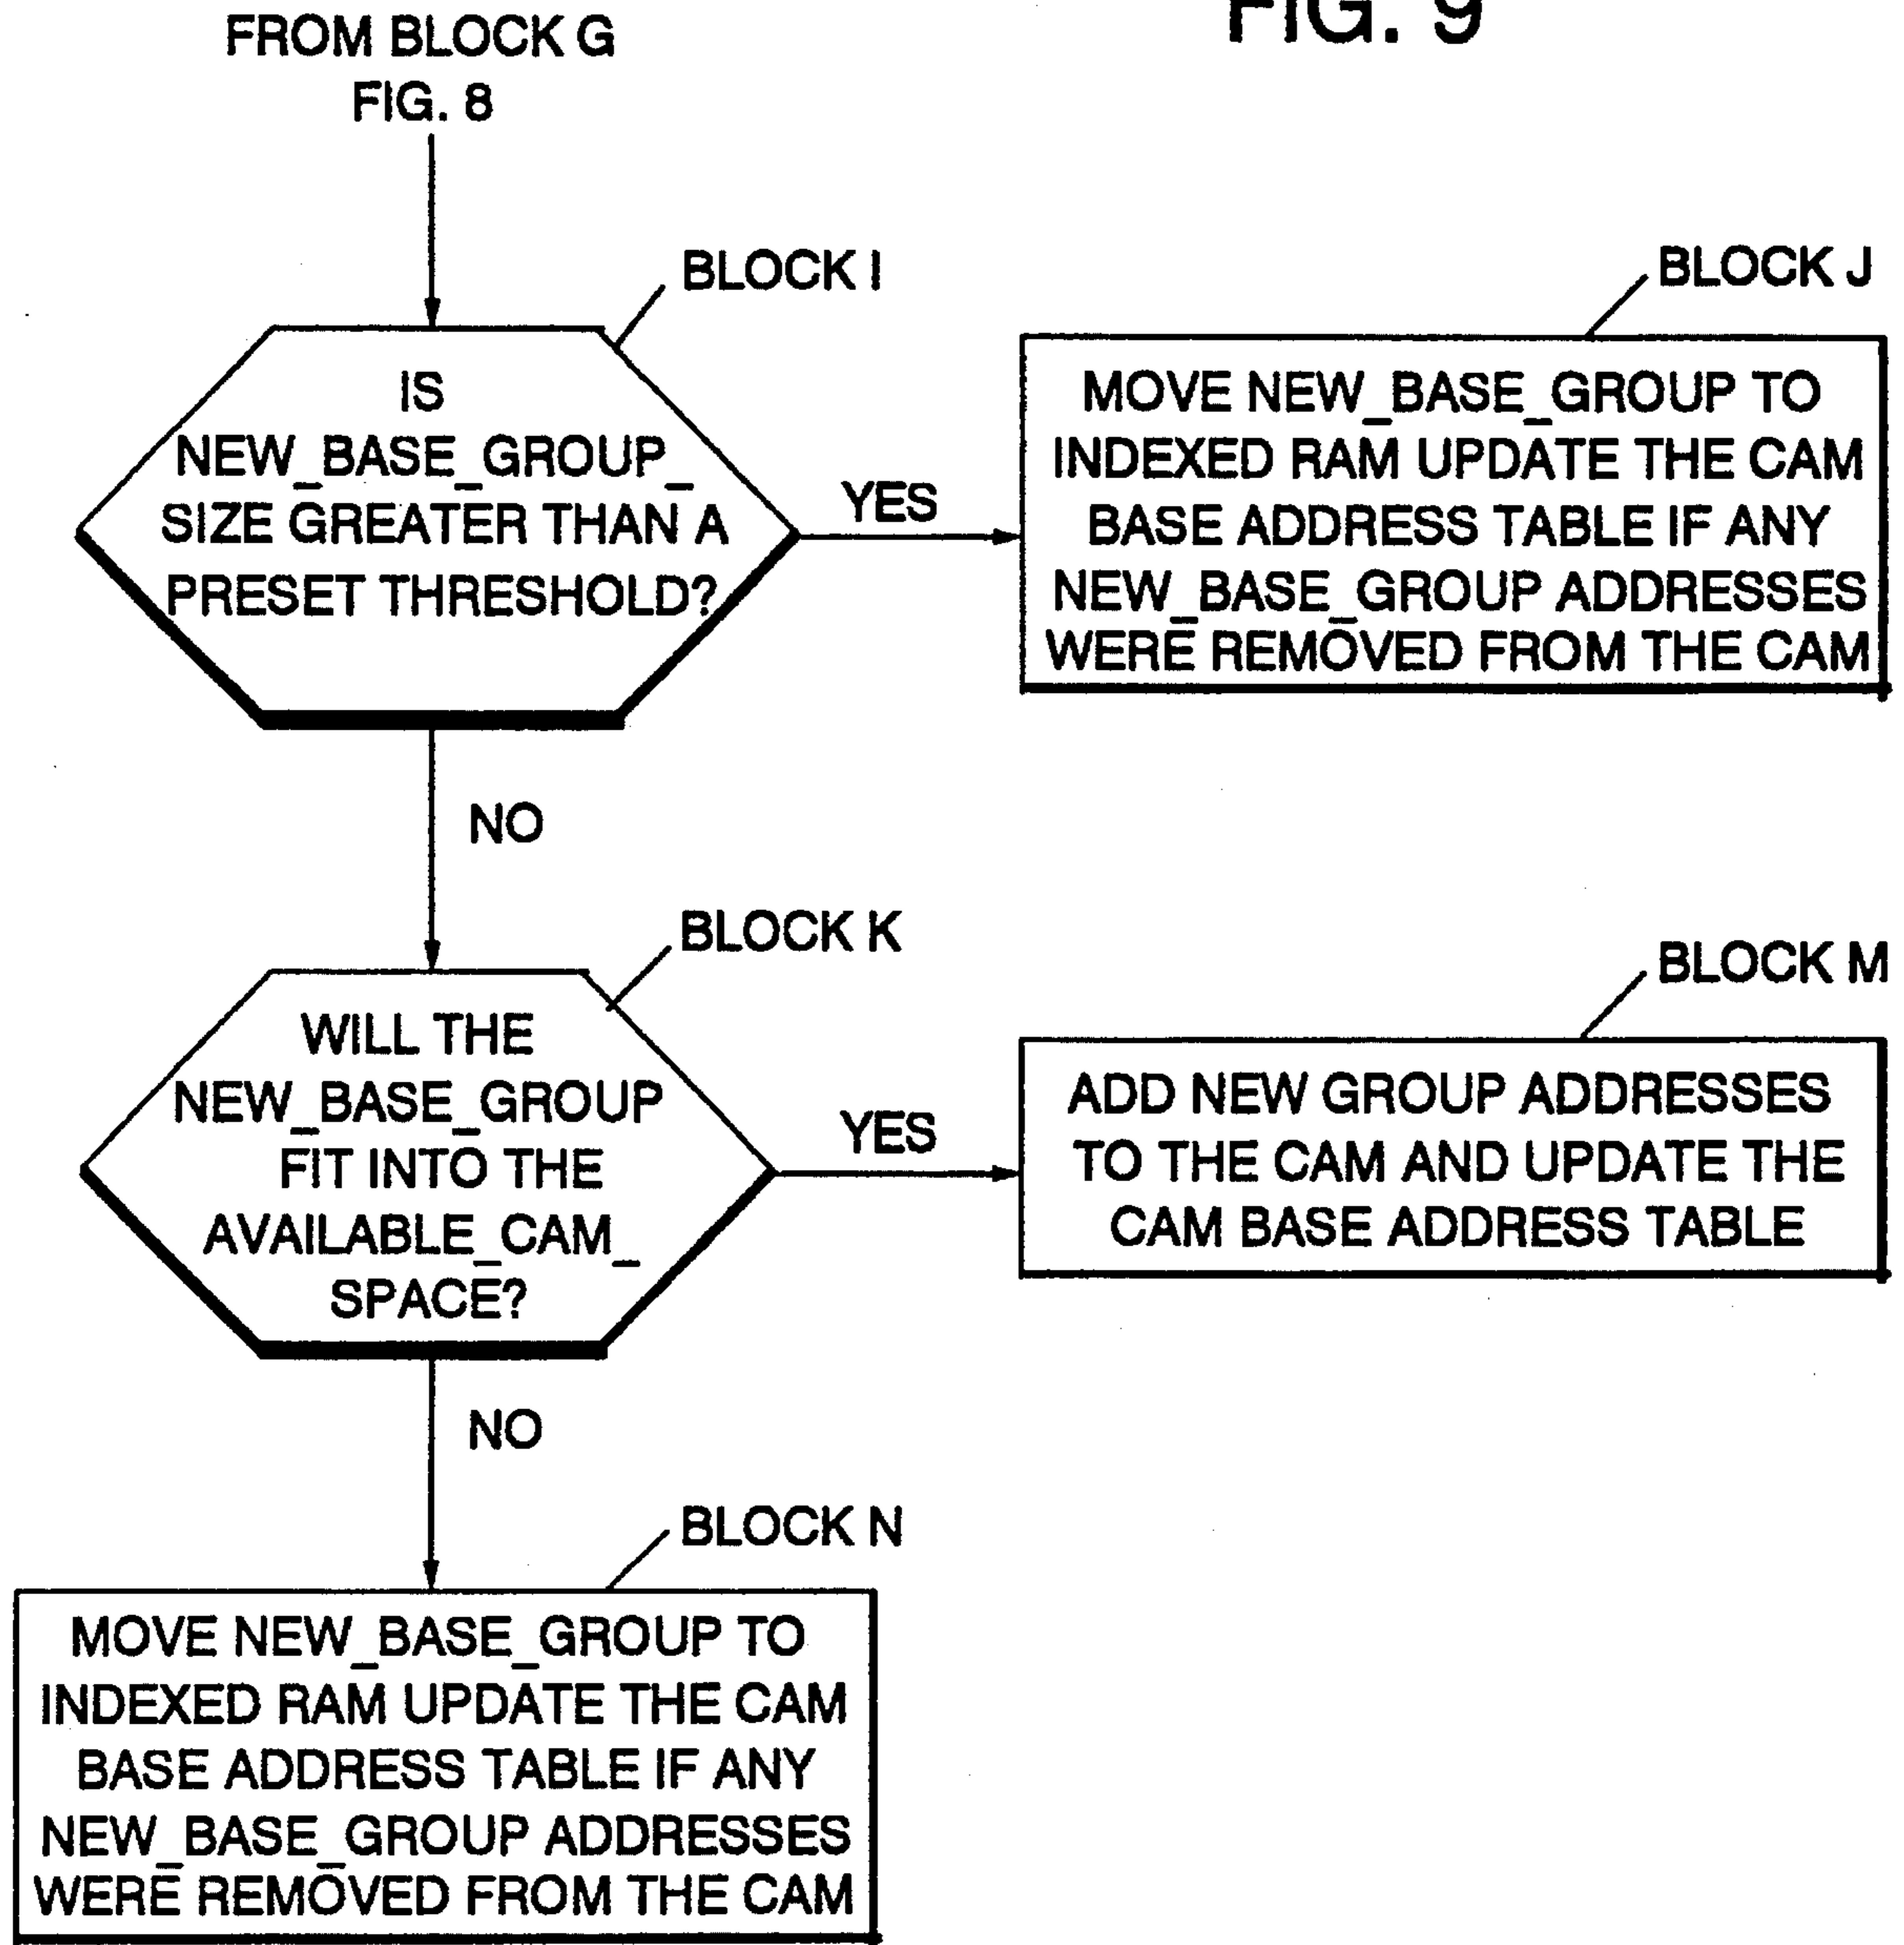 FIG. 9
FROM BLOCK G
FIG. 8
BLOCK I
IS
NEW_BASE_GROUP_
SIZE GREATER THAN A
PRESET THRESHOLD?
YES
BLOCK J
MOVE NEW_BASE_GROUP TO
INDEXED RAM UPDATE THE CAM
BASE ADDRESS TABLE IF ANY
NEW_BASE_GROUP ADDRESSES
WERE REMOVED FROM THE CAM
NO
BLOCK K
WILL THE
NEW_BASE_GROUP
FIT INTO THE
AVAILABLE_CAM_
SPACE?
YES
BLOCK M
ADD NEW GROUP ADDRESSES
TO THE CAM AND UPDATE THE
CAM BASE ADDRESS TABLE
NO
BLOCK N
MOVE NEW_BASE_GROUP TO
INDEXED RAM UPDATE THE CAM
BASE ADDRESS TABLE IF ANY
NEW_BASE_GROUP ADDRESSES
WERE REMOVED FROM THE CAM